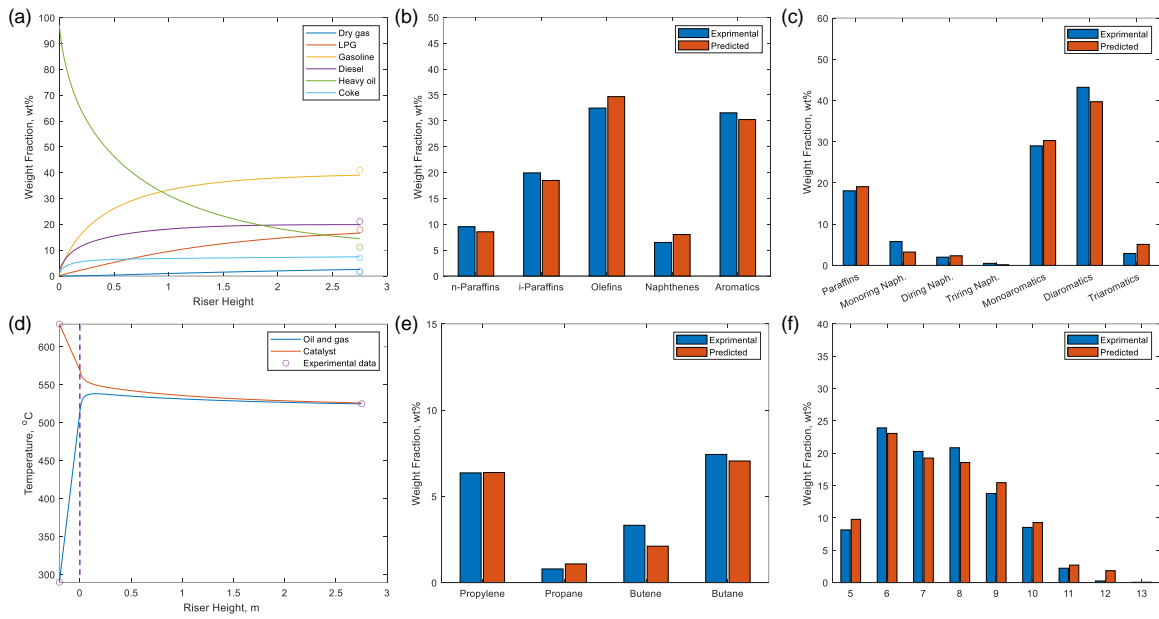 (a)
100
90
80
70
60
50
40
30
20
10
0
Weight Fraction, wt%
0
0.5
1
1.5
2
2.5
3
Riser Height
Dry gas
LPG
Gasoline
Diesel
Heavy oil
Coke
(b)
50
45
40
35
30
25
20
15
10
5
0
Weight Fraction, wt%
n-Paraffins
i-Paraffins
Olefins
Naphthenes
Aromatics
Exprimental
Predicted
(c)
60
50
40
30
20
10
0
Weight Fraction, wt%
Paraffins
Monoring Naph.
Diring Naph.
Triring Naph.
Monoaromatics
Diaromatics
Triaromatics
Exprimental
Predicted
(d)
600
550
500
450
400
350
300
Temperature, °C
0
0.5
1
1.5
2
2.5
3
Riser Height, m
Oil and gas
Catalyst
Experimental data
(e)
15
10
5
0
Weight Fraction, wt%
Propylene
Propane
Butene
Butane
Exprimental
Predicted
(f)
40
35
30
25
20
15
10
5
0
Weight Fraction, wt%
5
6
7
8
9
10
11
12
13
Exprimental
Predicted